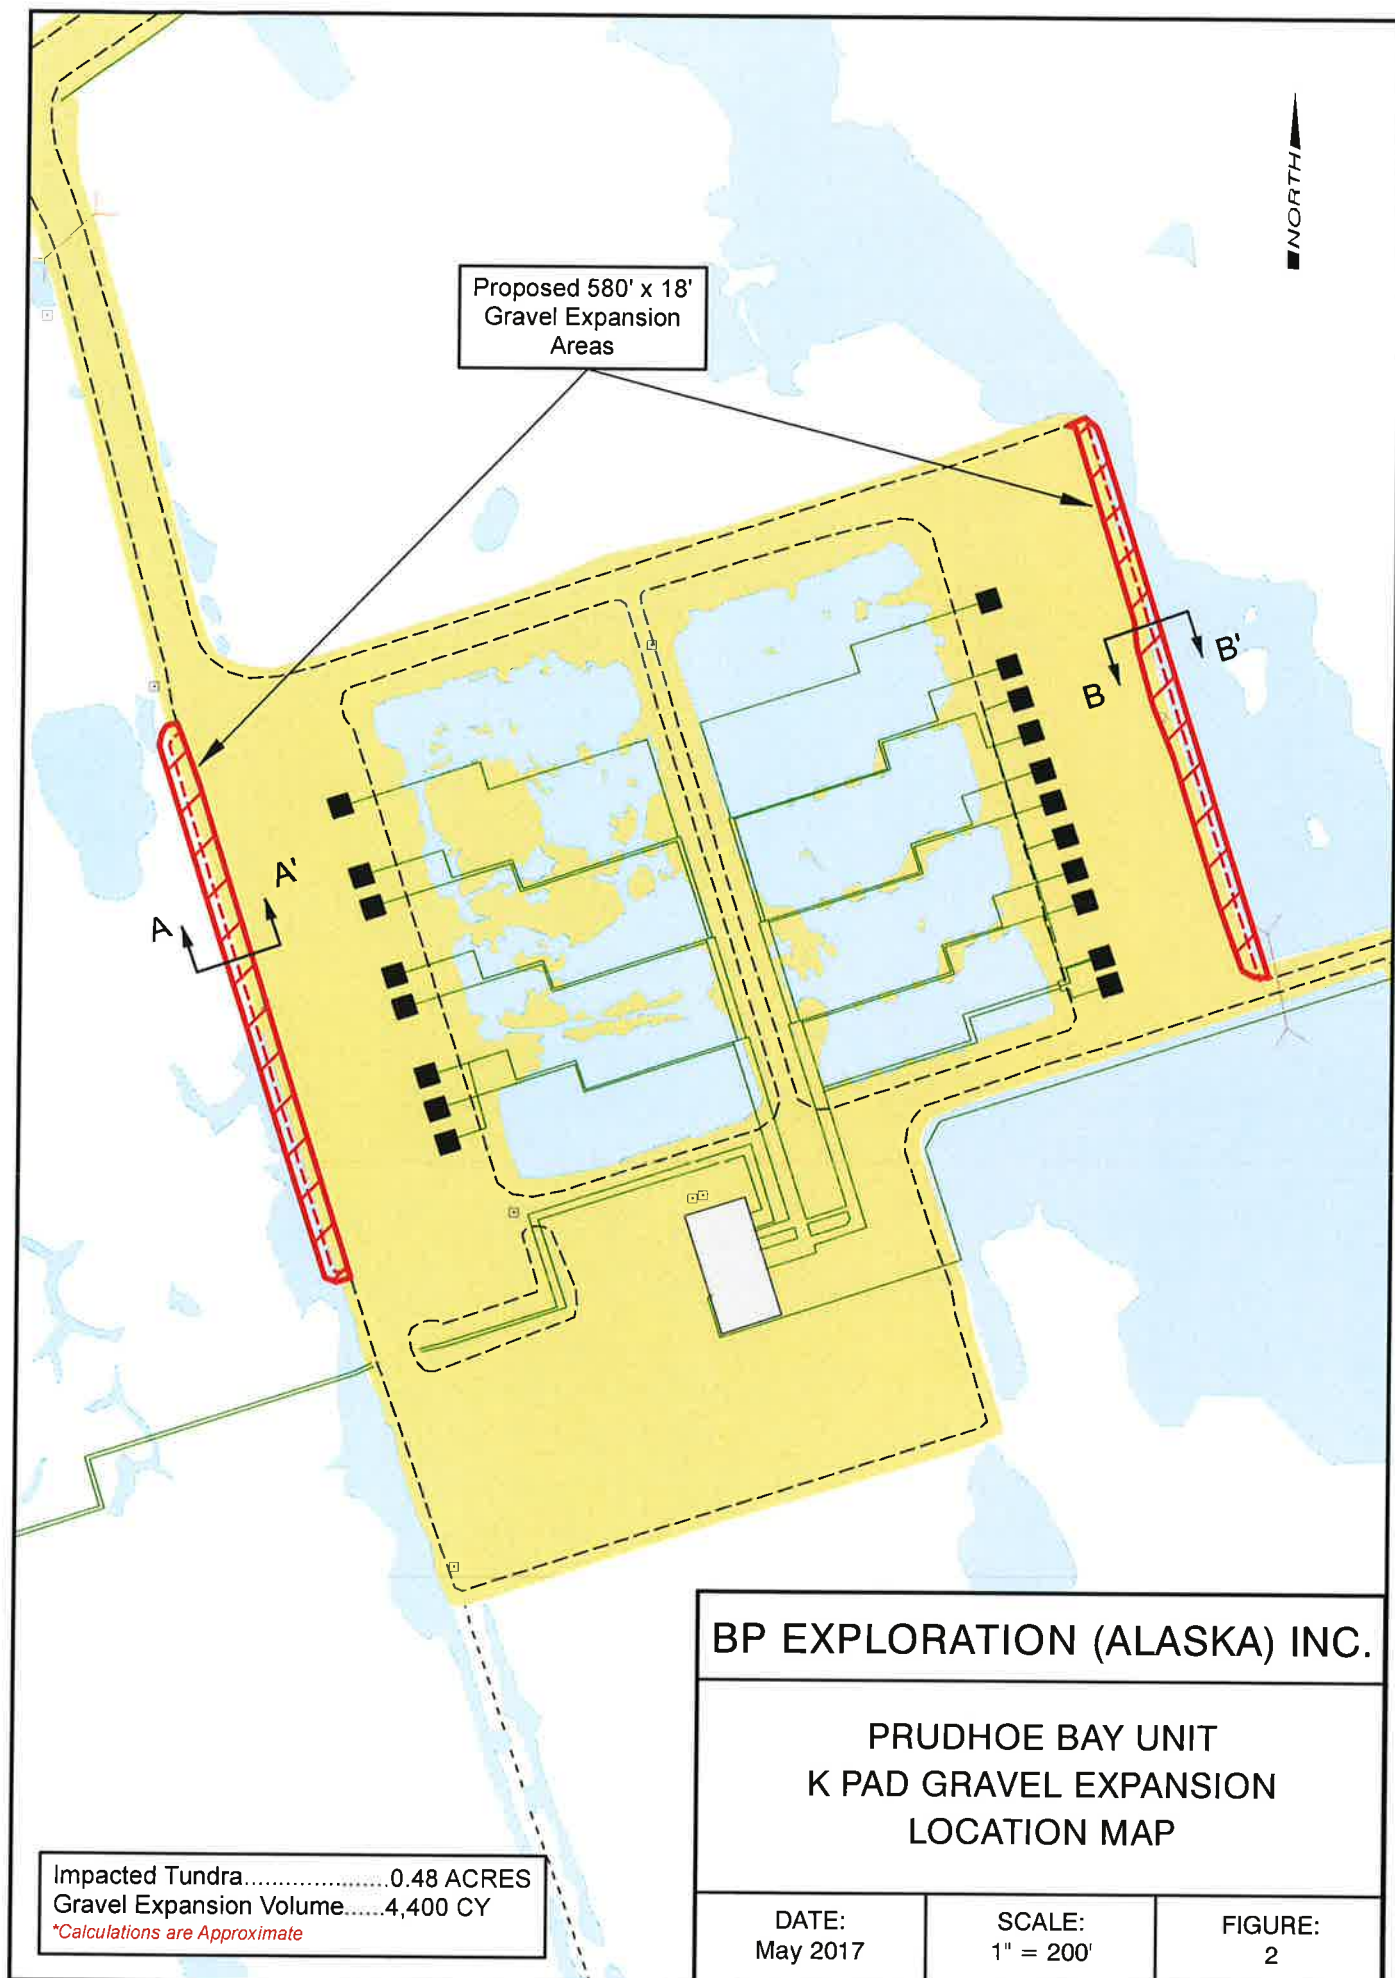 NORTH
Proposed 580' x 18'
Gravel Expansion
Areas
B'
B
A'
A
BP EXPLORATION (ALASKA) INC.
PRUDHOE BAY UNIT
K PAD GRAVEL EXPANSION
LOCATION MAP
Impacted Tundra.....................0.48 ACRES
Gravel Expansion Volume......4,400 CY
*Calculations are Approximate
DATE:
May 2017
SCALE:
1" = 200'
FIGURE:
2